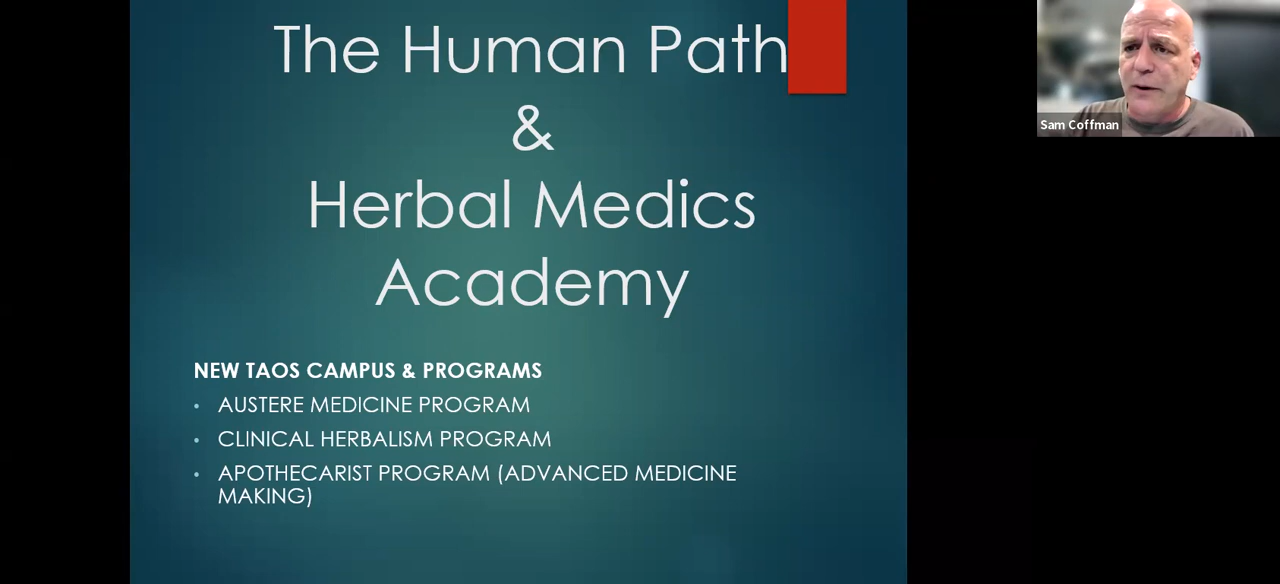 The Human Path
&
Herbal Medics
Academy
NEW TAOS CAMPUS & PROGRAMS
• AUSTERE MEDICINE PROGRAM
• CLINICAL HERBALISM PROGRAM
• APOTHECARIST PROGRAM (ADVANCED MEDICINE
MAKING)
Sam Coffman